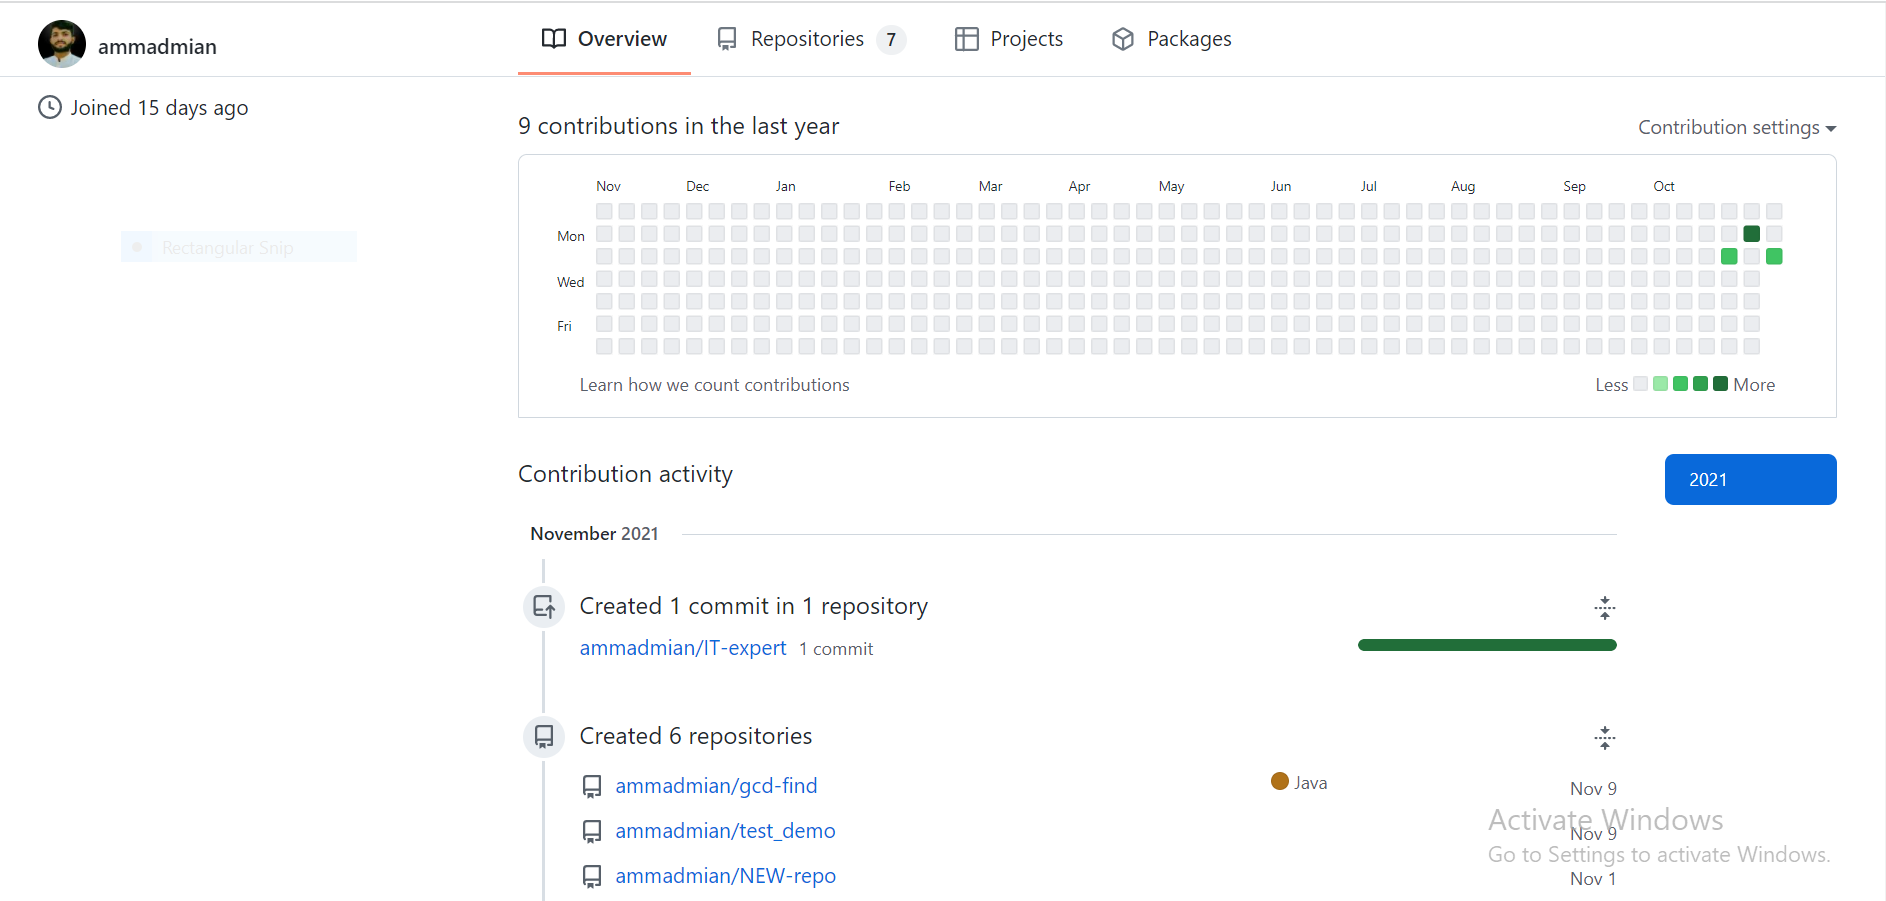 ammadmian
Overview Repositories 7 Projects Packages
Joined 15 days ago
9 contributions in the last year
Contribution settings
Nov Dec Jan Feb Mar Apr May Jun Jul Aug Sep Oct
Mon
Rectangular Snip
Wed
Fri
Learn how we count contributions
Less More
Contribution activity
2021
November 2021
Created 1 commit in 1 repository
ammadmian/IT-expert 1 commit
Created 6 repositories
ammadmian/gcd-find Java Nov 9
Activate Windows
ammadmian/test_demo Nov 9
Go to Settings to activate Windows.
ammadmian/NEW-repo Nov 1